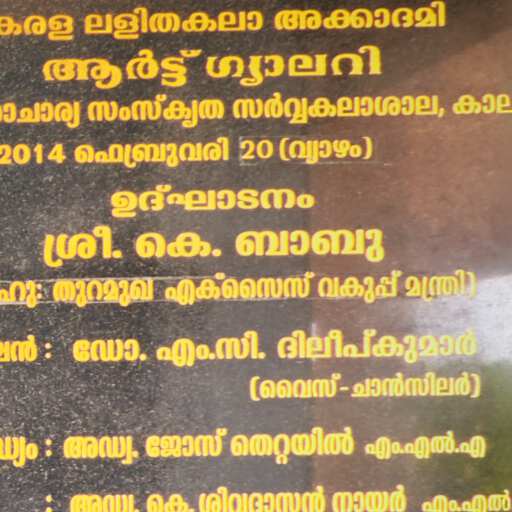 കേരള ലളിതകലാ അക്കാദമി
ആർട്ട് ഗ്യാലറി
ാചാര്യ സംസ്കൃത സർവ്വകലാശാല, കാല
2014 ഫെബ്രുവരി 20 (വ്യാഴം)
ഉദ്ഘാടനം
ശ്രീ. കെ. ബാബു
ഹു: തുറമുഖ എക്സൈസ് വകുപ്പ് മന്ത്രി)
ഡോ. എം.സി. ദിലീപ്കുമാർ
(വൈസ്-ചാൻസിലർ)
അഡ്വ. ജോസ് തെറ്റയിൽ എം.എൽ.എ
: അഡ്വ. കെ. ശിവദാസൻ നായർ എം.എൽ